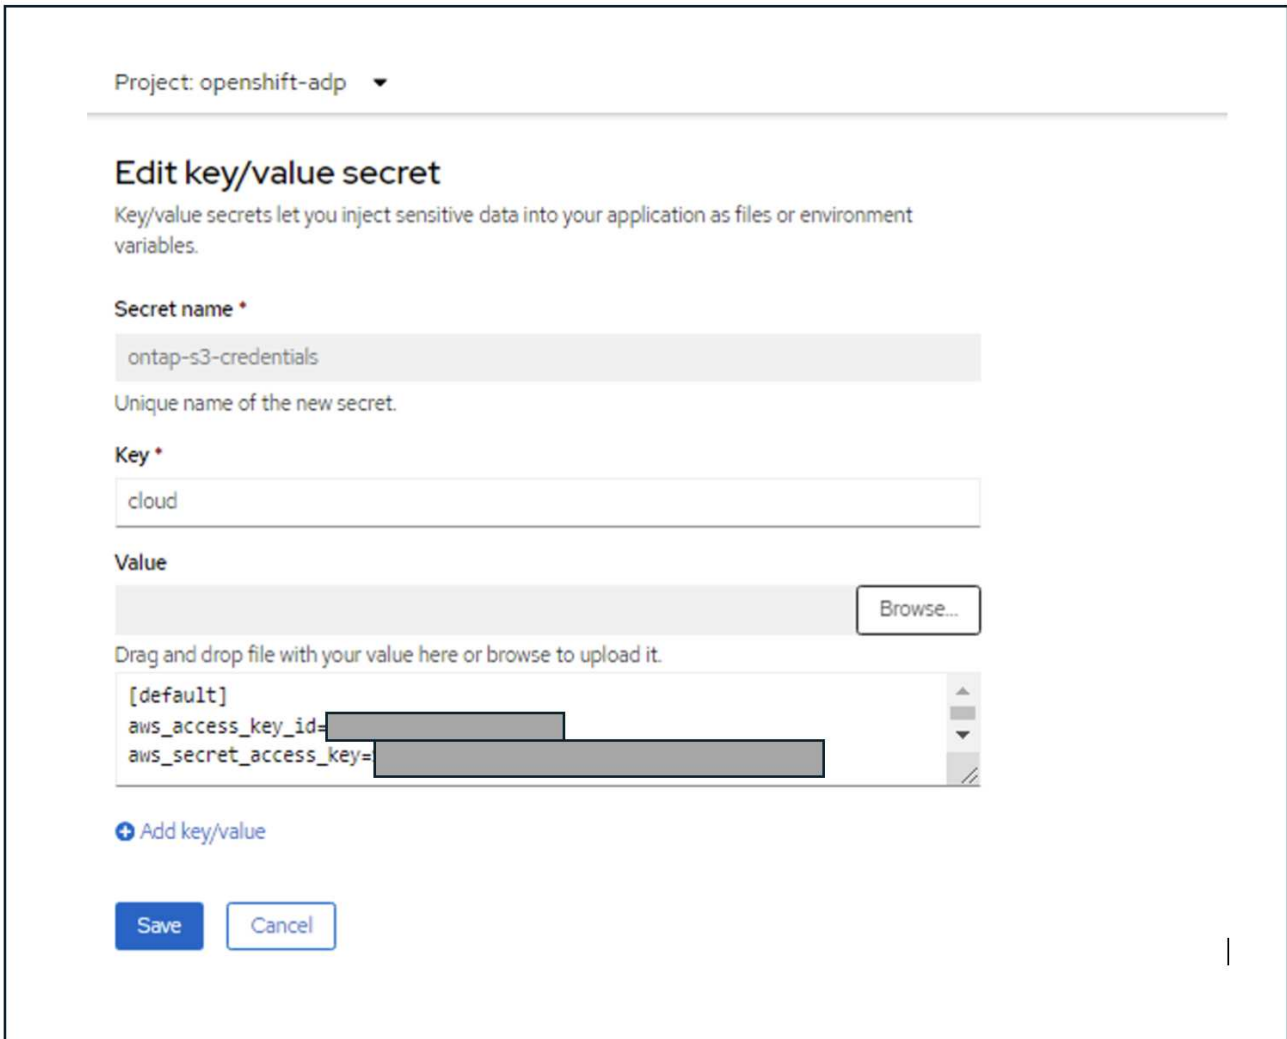 Project: openshift-adp
Edit key/value secret
Key/value secrets let you inject sensitive data into your application as files or environment
variables.
Secret name *
ontap-s3-credentials
Unique name of the new secret.
Key *
cloud
Value
Browse...
Drag and drop file with your value here or browse to upload it.
[default]
aws_access_key_id=
aws_secret_access_key=
Add key/value
Save
Cancel